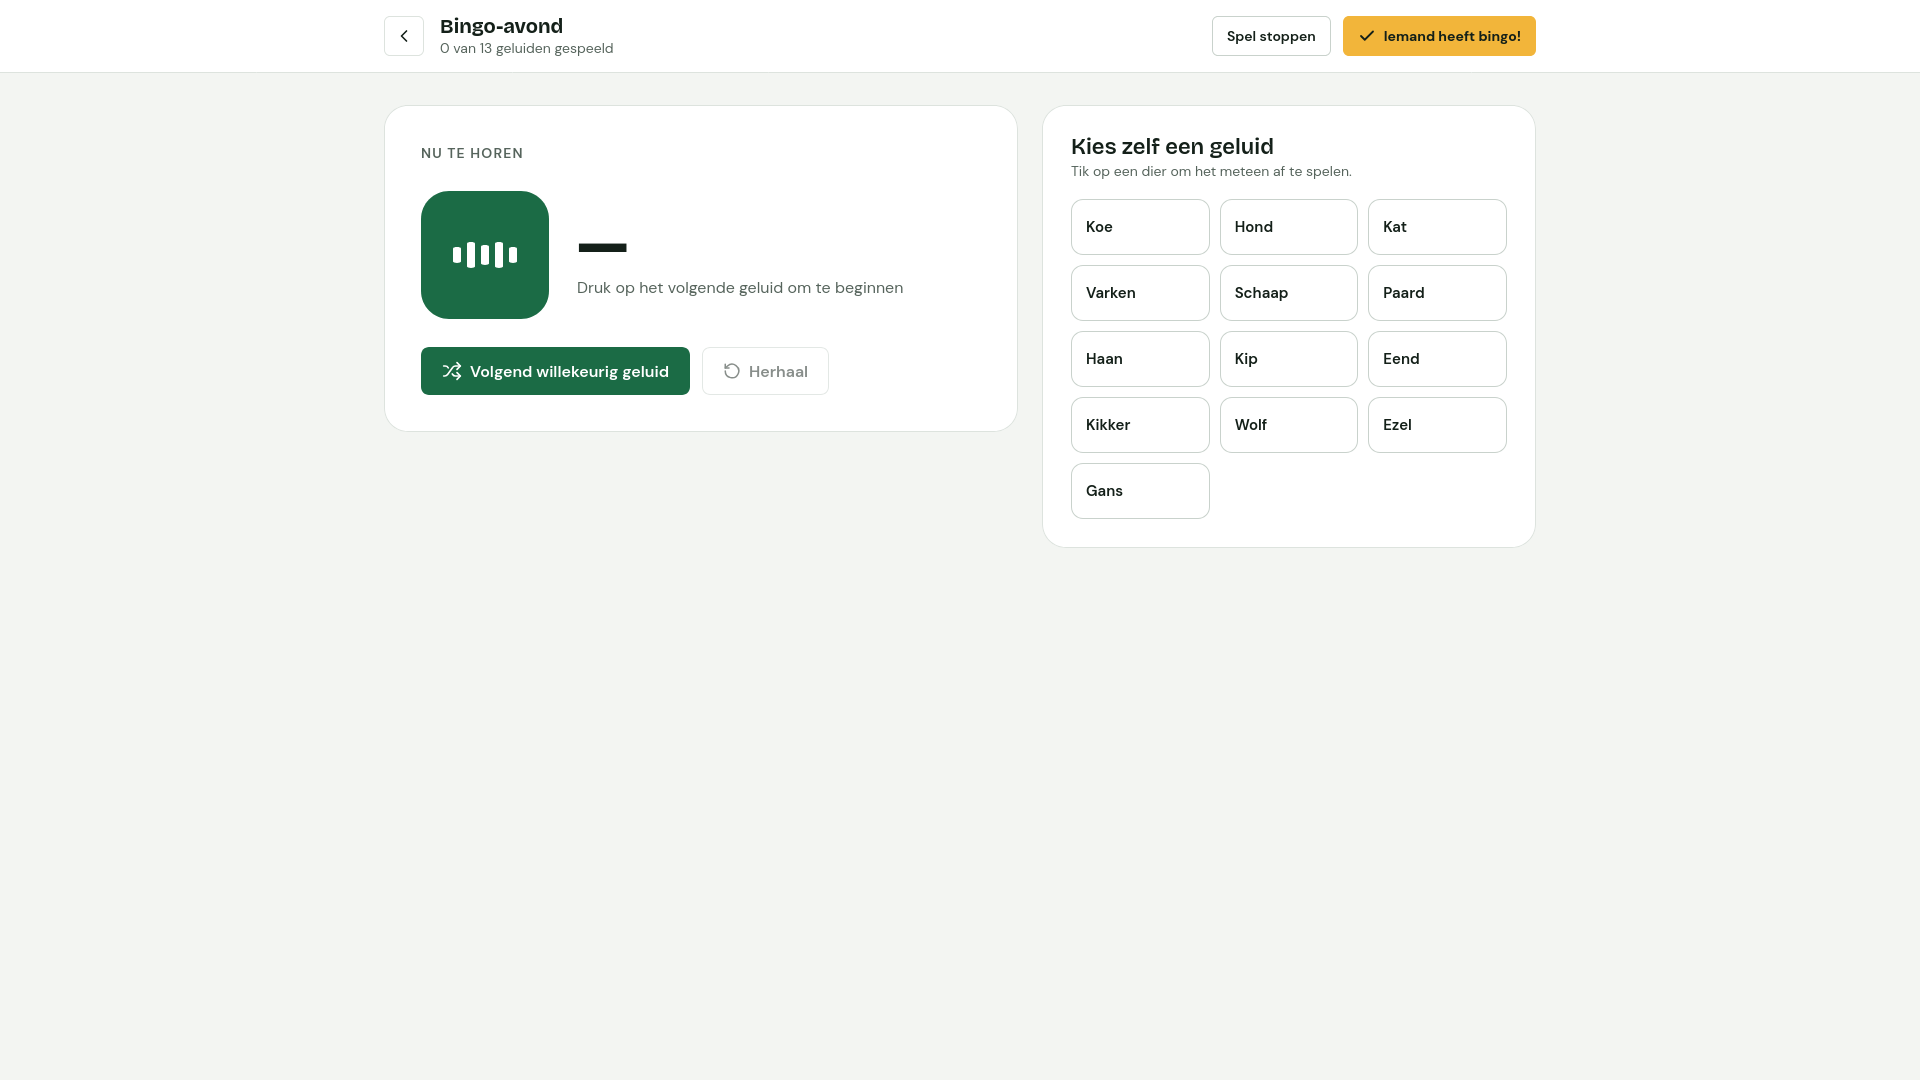 Bingo-avond
0 van 13 geluiden gespeeld
Spel stoppen
Iemand heeft bingo!
NU TE HOREN
—
Druk op het volgende geluid om te beginnen
Volgend willekeurig geluid
Herhaal
Kies zelf een geluid
Tik op een dier om het meteen af te spelen.
Koe
Hond
Kat
Varken
Schaap
Paard
Haan
Kip
Eend
Kikker
Wolf
Ezel
Gans